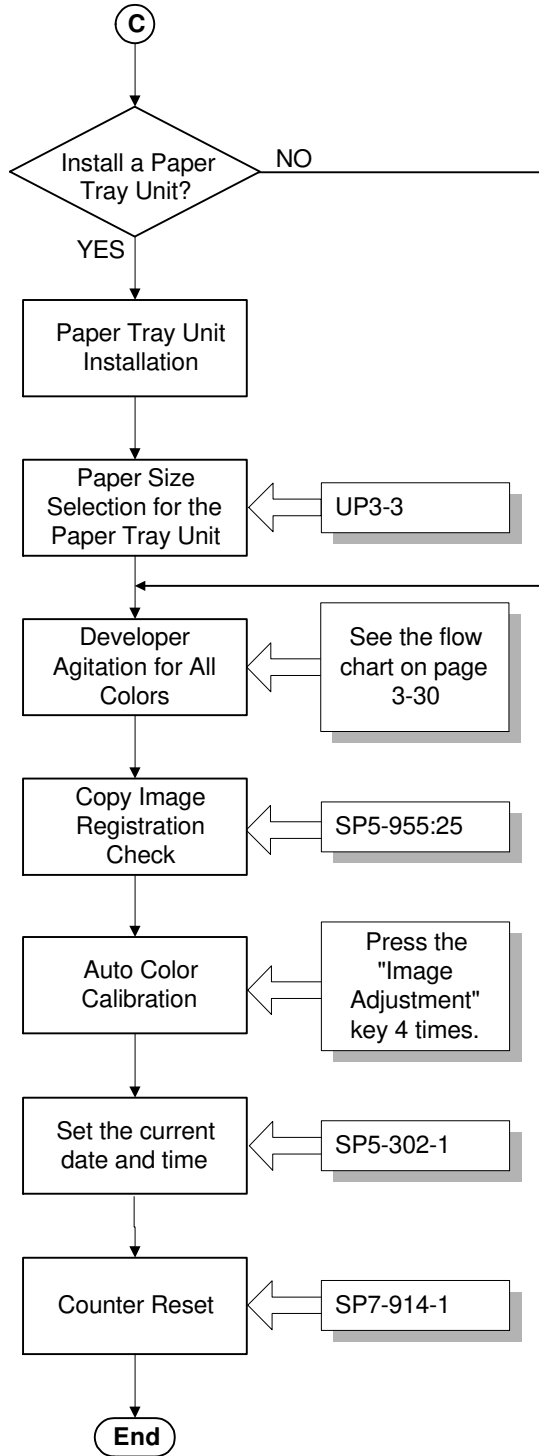 C
Install a Paper
Tray Unit?
NO
YES
Paper Tray Unit
Installation
Paper Size
Selection for the
Paper Tray Unit
UP3-3
Developer
Agitation for All
Colors
See the flow
chart on page
3-30
Copy Image
Registration
Check
SP5-955:25
Auto Color
Calibration
Press the
"Image
Adjustment"
key 4 times.
Set the current
date and time
SP5-302-1
Counter Reset
SP7-914-1
End